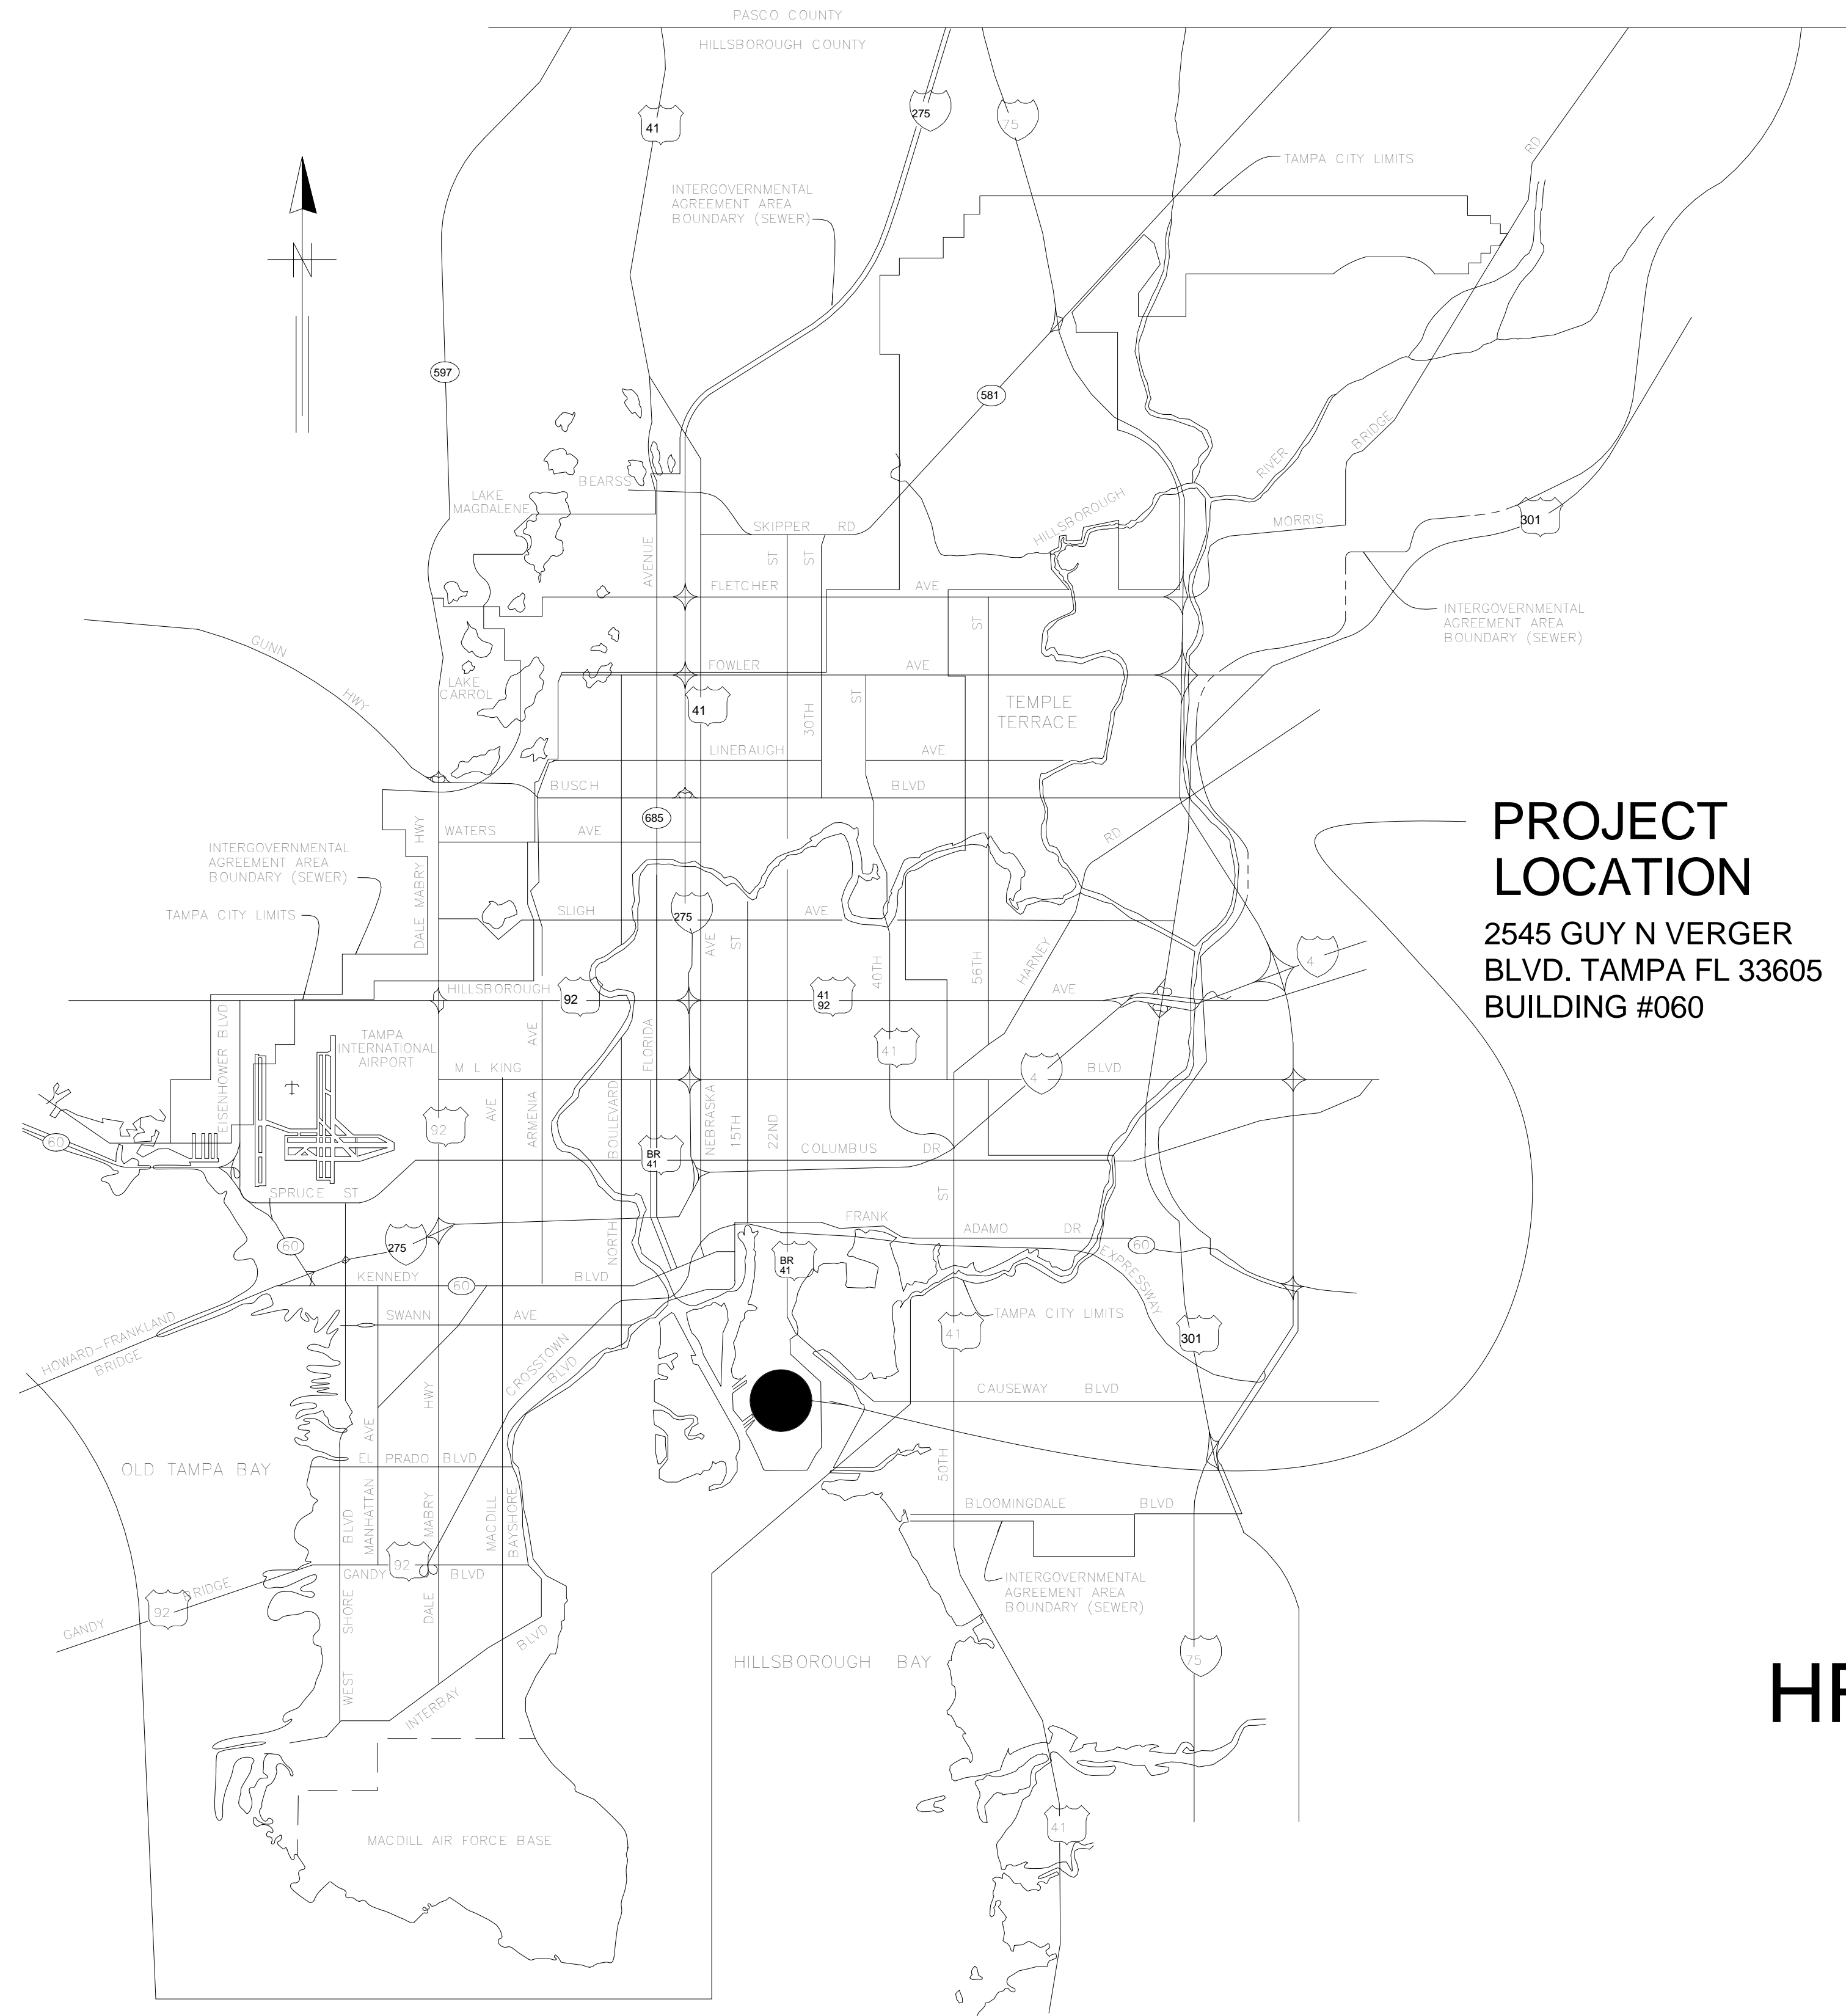 PASCO COUNTY
HILLSBOROUGH COUNTY
41
275
75
TAMPA CITY LIMITS
RD
INTERGOVERNMENTAL
AGREEMENT AREA
BOUNDARY (SEWER)
N
597
581
BRIDGE
RIVER
BEARSS
LAKE
MAGDALENE
HILLSBOROUGH
SKIPPER RD
MORRIS
301
AVENUE
ST
ST
FLETCHER AVE
INTERGOVERNMENTAL
AGREEMENT AREA
BOUNDARY (SEWER)
GUNN
HWY
ST
FOWLER AVE
LAKE
CARROL
41
30TH
ST
TEMPLE
TERRACE
LINEBAUGH AVE
BUSCH BLVD
685
WATERS AVE
RD
PROJECT
LOCATION
2545 GUY N VERGER
BLVD. TAMPA FL 33605
BUILDING #060
INTERGOVERNMENTAL
AGREEMENT AREA
BOUNDARY (SEWER)
TAMPA CITY LIMITS
DALE MABRY HWY
SLIGH AVE
275
AVE
ST
40TH
56TH
HARNEY
4
HILLSBOROUGH AVE
92
41
92
EISENHOWER BLVD
TAMPA
INTERNATIONAL
AIRPORT
AVE
FLORIDA
41
M L KING BLVD
4
60
92
AVE
ARMENIA
BOULEVARD
NEBRASKA
15TH
22ND
BR
41
COLUMBUS DR
SPRUCE ST
ST
FRANK
ADAMO DR
60
275
60
NORTH
BR
41
EXPRESSWAY
KENNEDY BLVD
60
HOWARD-FRANKLAND
BRIDGE
SWANN AVE
TAMPA CITY LIMITS
41
301
CROSSTOWN
BLVD
HWY
CAUSEWAY BLVD
AVE
OLD TAMPA BAY
EL PRADO BLVD
50TH
MANHATTAN
MABRY
MACDILL
BAYSHORE
BLVD
BLOOMINGDALE BLVD
92
GANDY BLVD
BRIDGE
92
GANDY
SHORE
DALE
INTERGOVERNMENTAL
AGREEMENT AREA
BOUNDARY (SEWER)
BLVD
HILLSBOROUGH BAY
75
WEST
INTERBAY
41
MACDILL AIR FORCE BASE